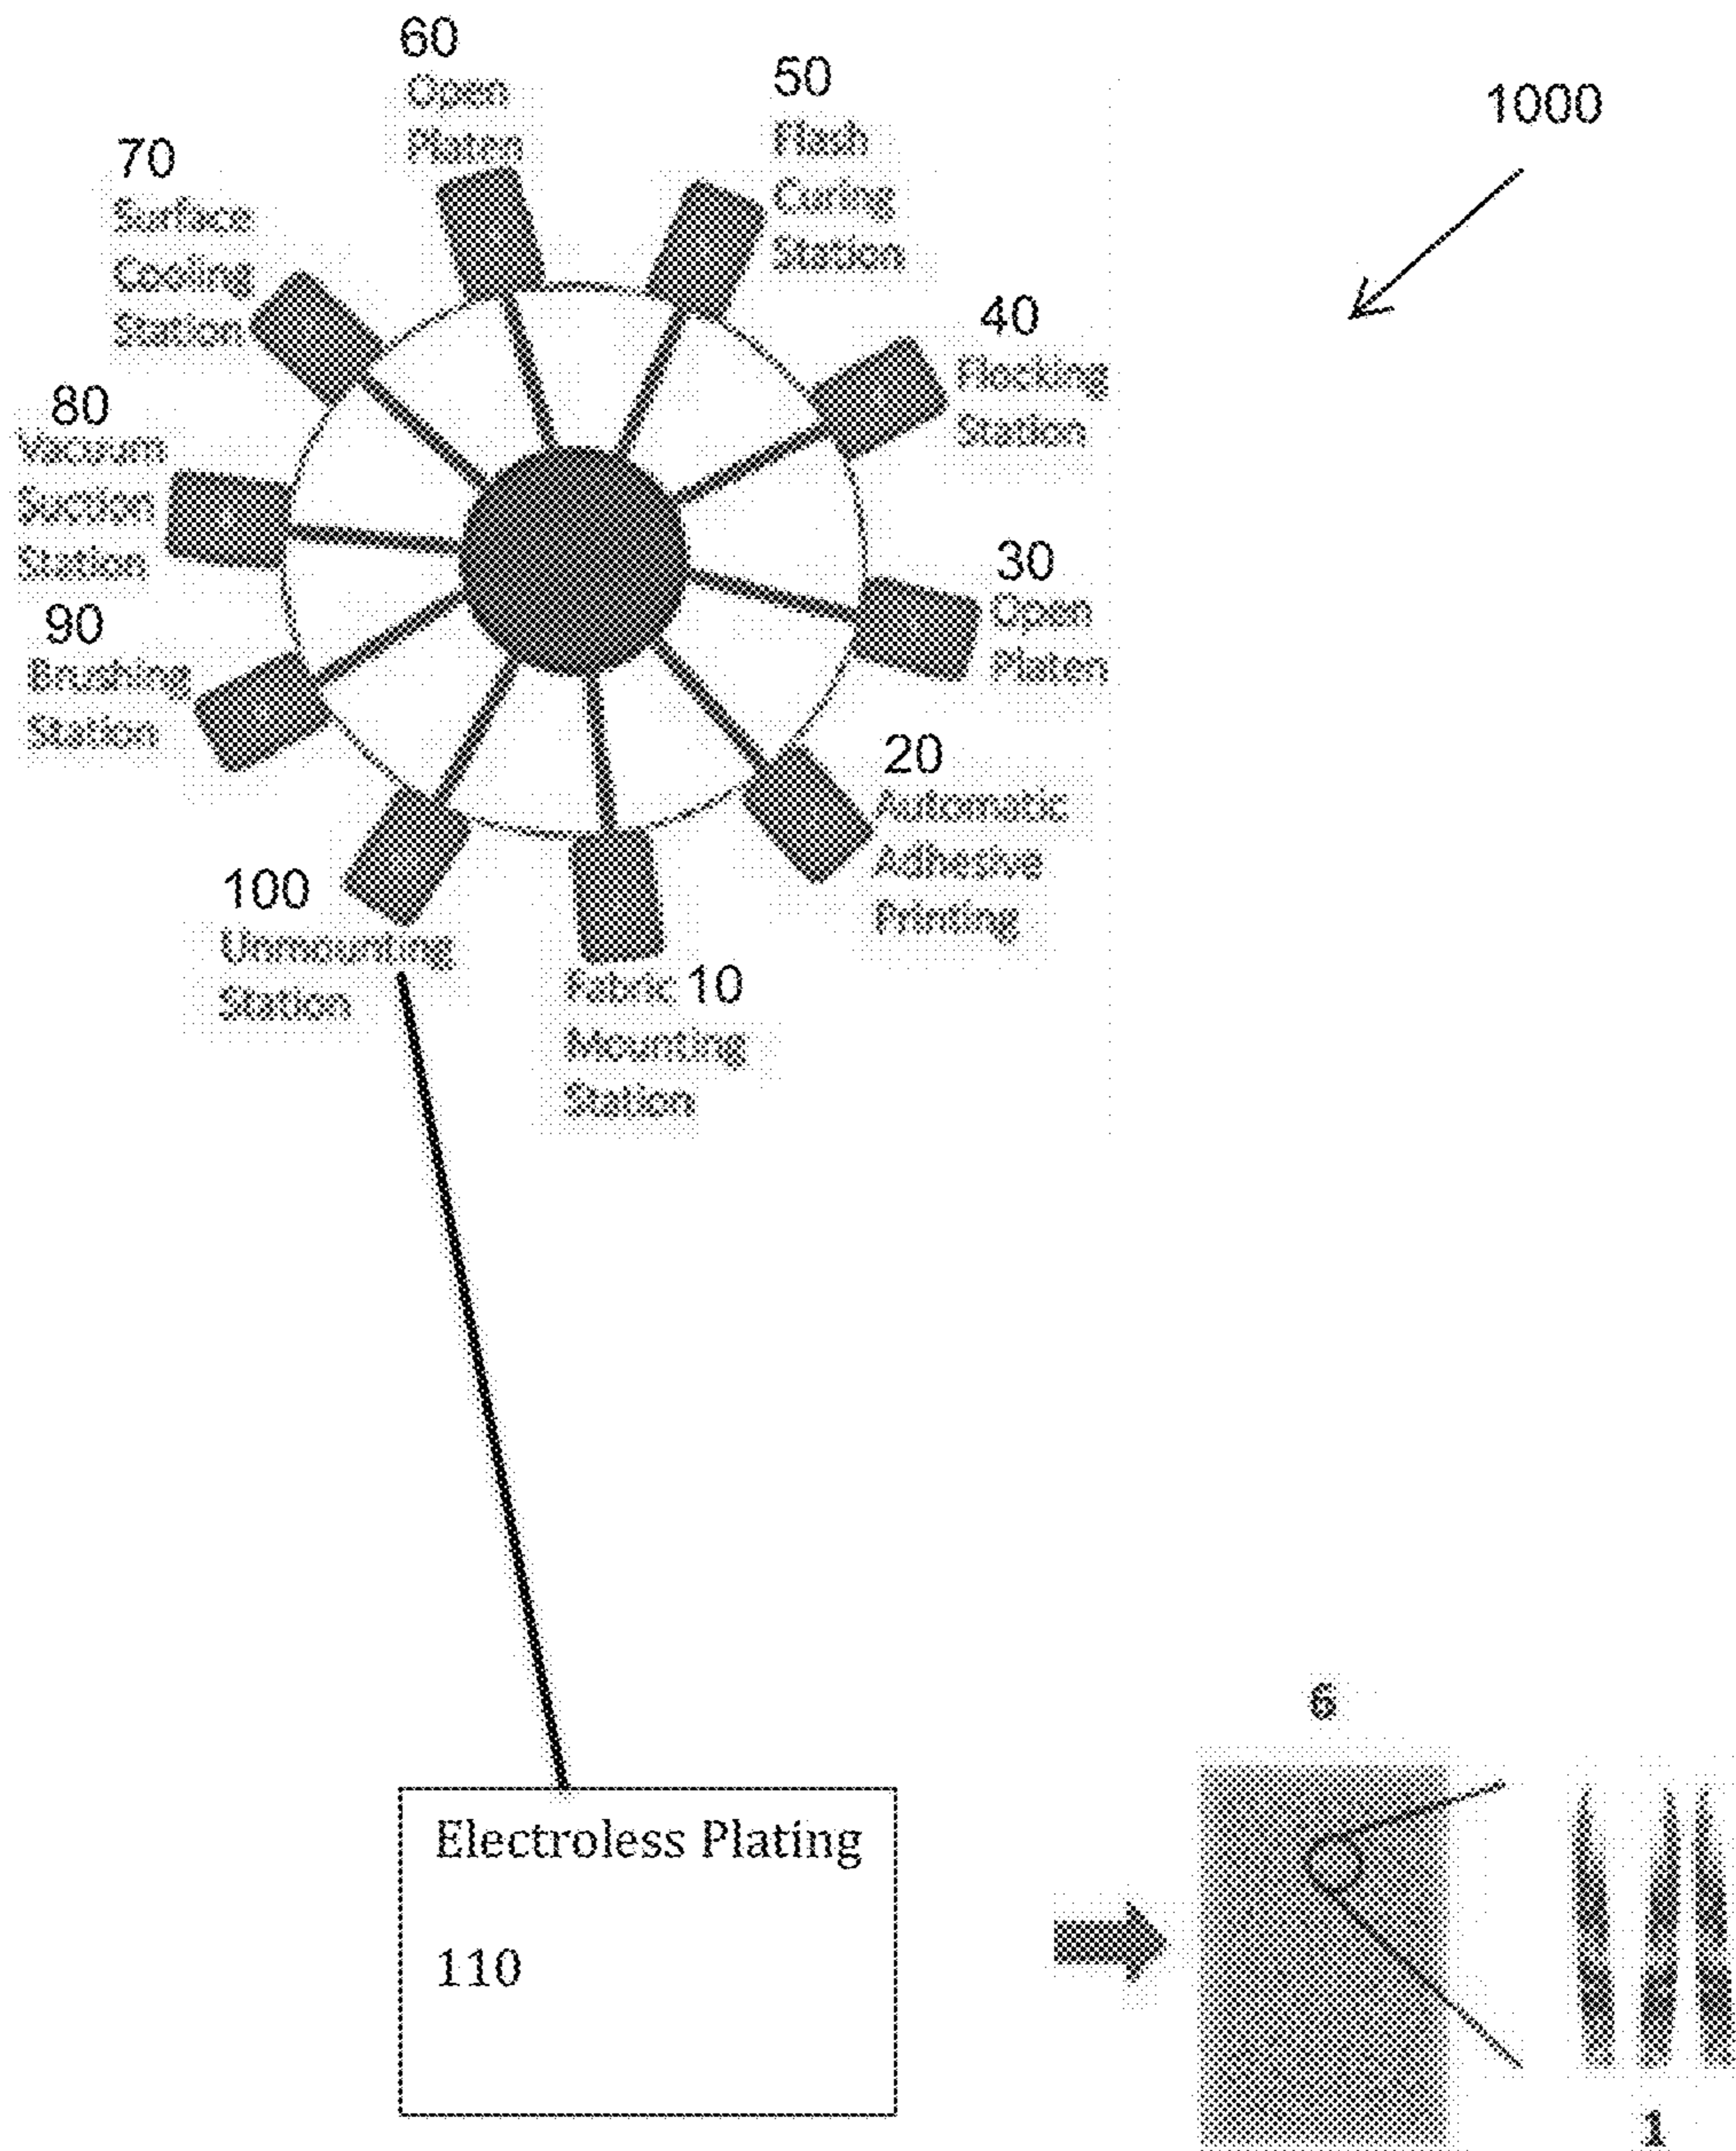 60
Open
Platen
50
Flash
Curing
Station
1000
70
Surface
Cooling
Station
40
Flocking
Station
80
Vacuum
Suction
Station
30
Open
Platen
90
Brushing
Station
20
Automatic
Adhesive
Printing
100
Unmounting
Station
Fabric 10
Mounting
Station
6
Electroless Plating
110
1